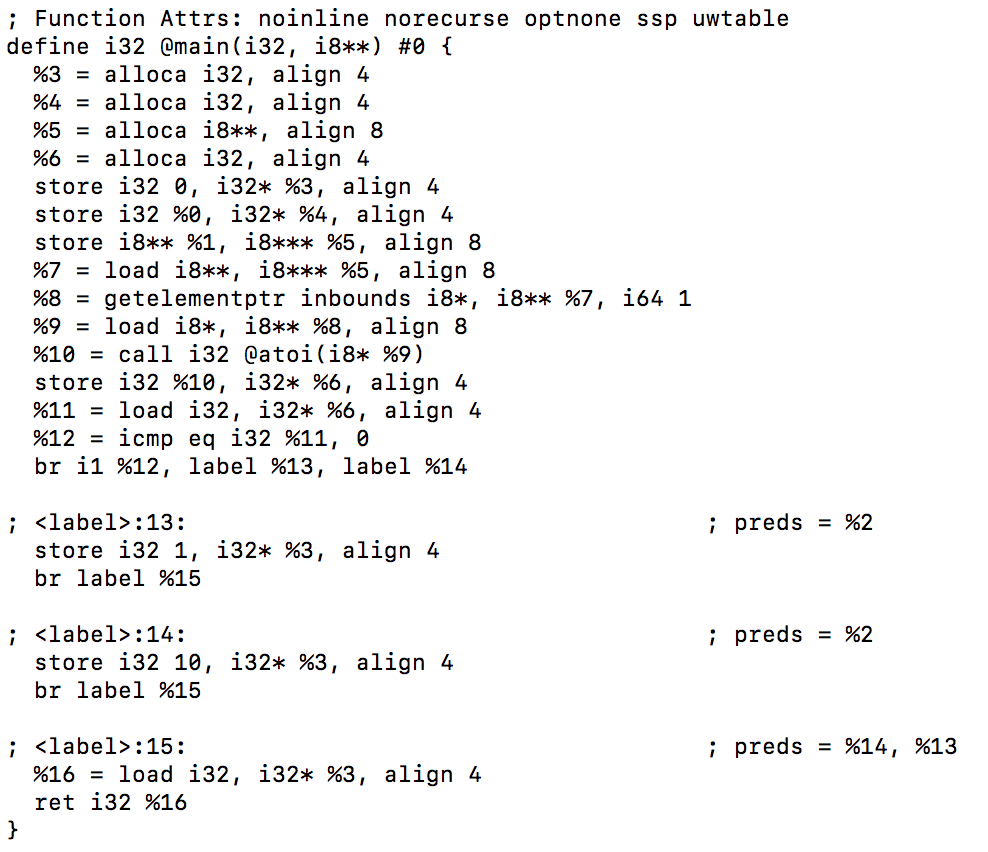 ; Function Attrs: noinline norecurse optnone ssp uwtable
define i32 @main(i32, i8**) #0 {
  %3 = alloca i32, align 4
  %4 = alloca i32, align 4
  %5 = alloca i8**, align 8
  %6 = alloca i32, align 4
  store i32 0, i32* %3, align 4
  store i32 %0, i32* %4, align 4
  store i8** %1, i8*** %5, align 8
  %7 = load i8**, i8*** %5, align 8
  %8 = getelementptr inbounds i8*, i8** %7, i64 1
  %9 = load i8*, i8** %8, align 8
  %10 = call i32 @atoi(i8* %9)
  store i32 %10, i32* %6, align 4
  %11 = load i32, i32* %6, align 4
  %12 = icmp eq i32 %11, 0
  br i1 %12, label %13, label %14

; <label>:13:                                     ; preds = %2
  store i32 1, i32* %3, align 4
  br label %15

; <label>:14:                                     ; preds = %2
  store i32 10, i32* %3, align 4
  br label %15

; <label>:15:                                     ; preds = %14, %13
  %16 = load i32, i32* %3, align 4
  ret i32 %16
}